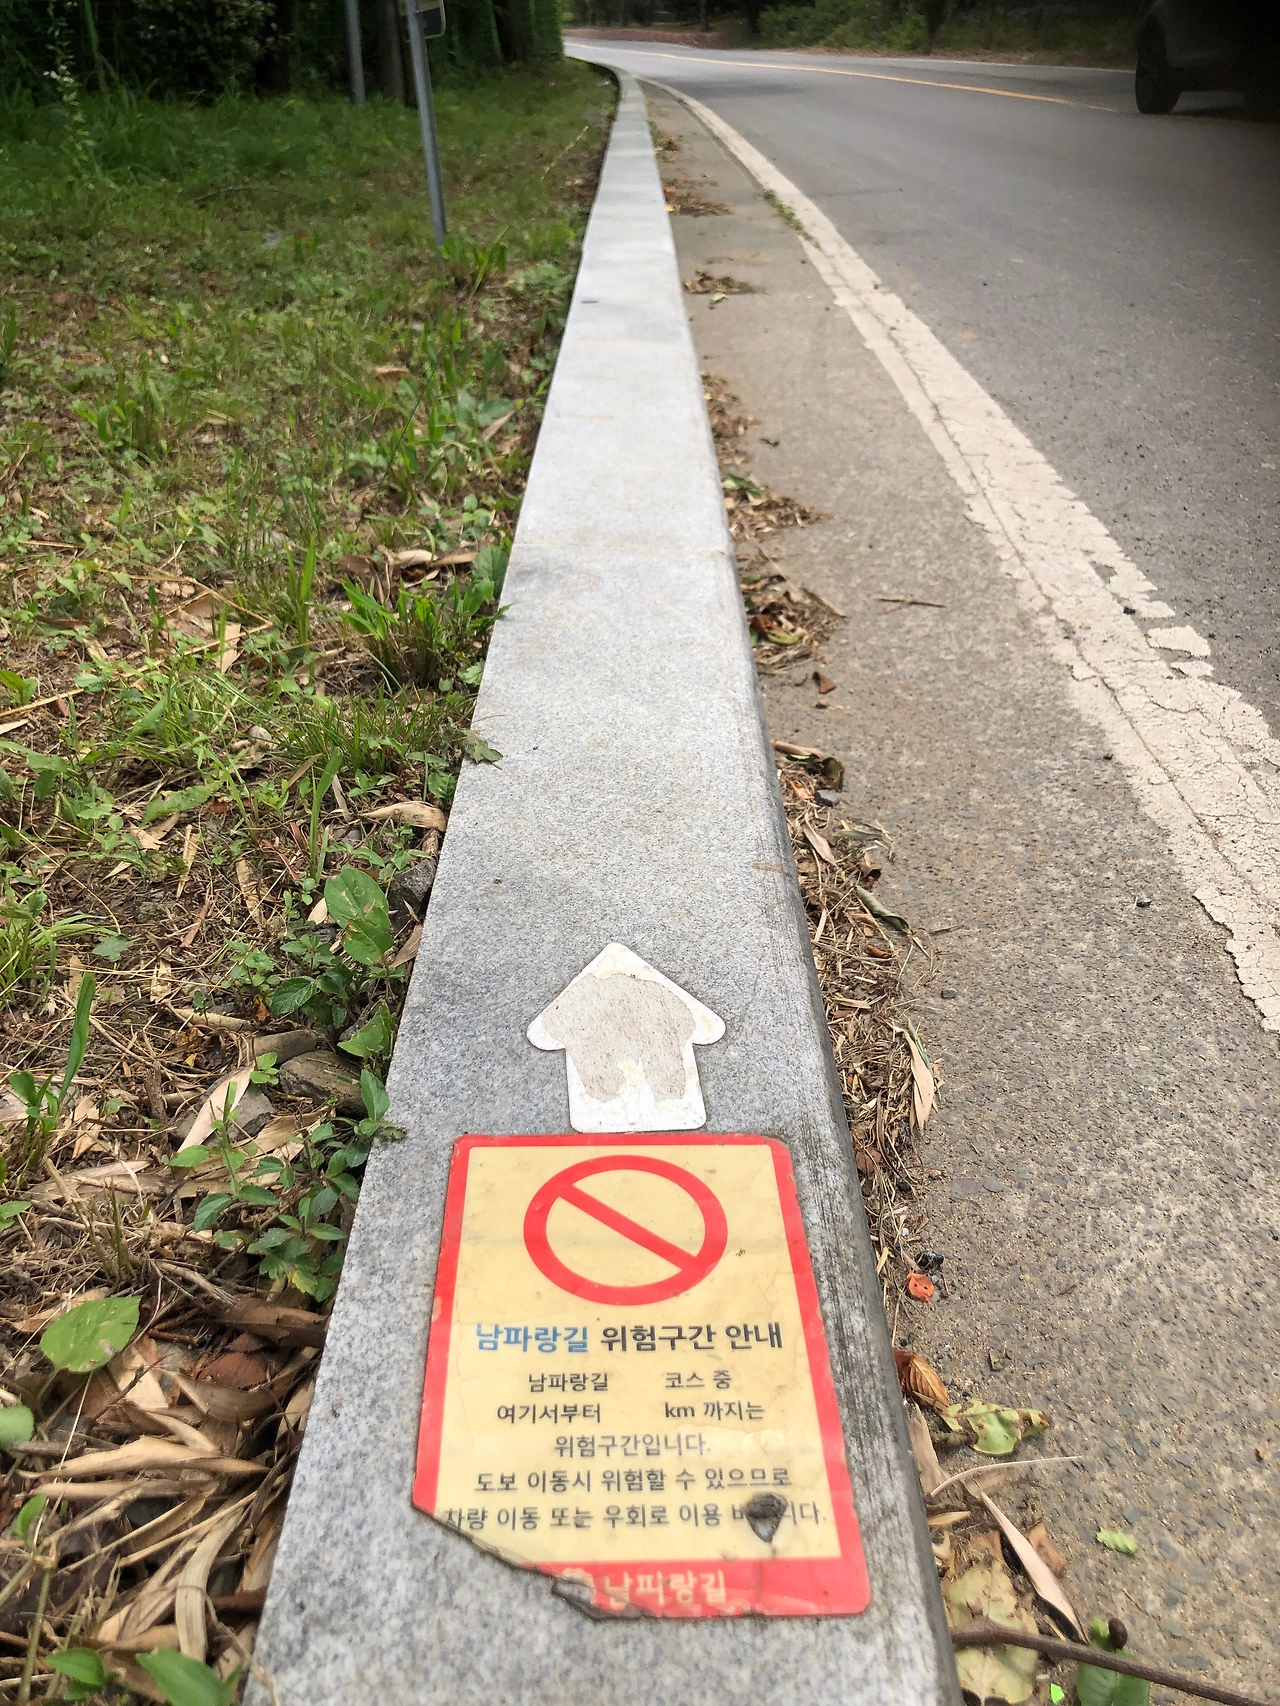 남파랑길 위험구간 안내
남파랑길 코스 중
여기서부터 km 까지는
위험구간입니다.
도보 이동시 위험할 수 있으므로
차량 이동 또는 우회로 이용
남파랑길